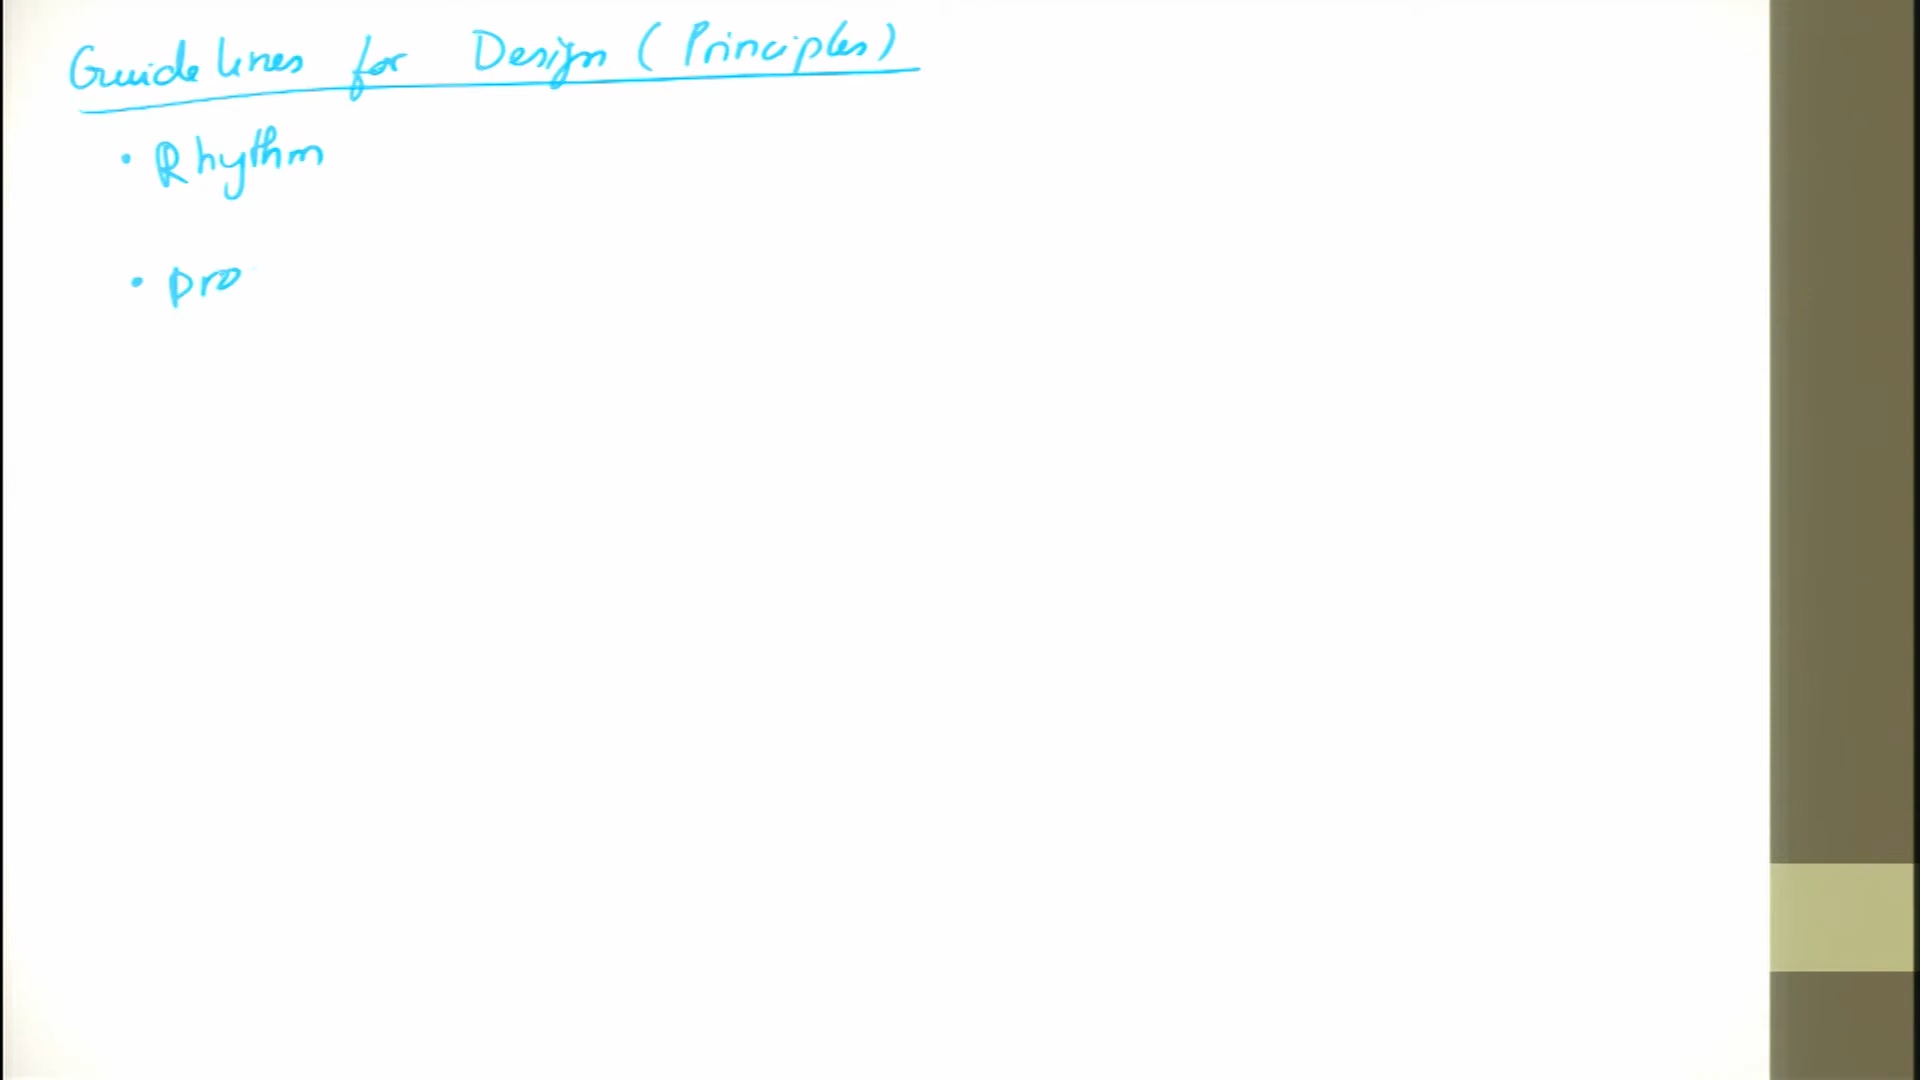 Guidelines for Design (Principles)
• Rhythm
• pro